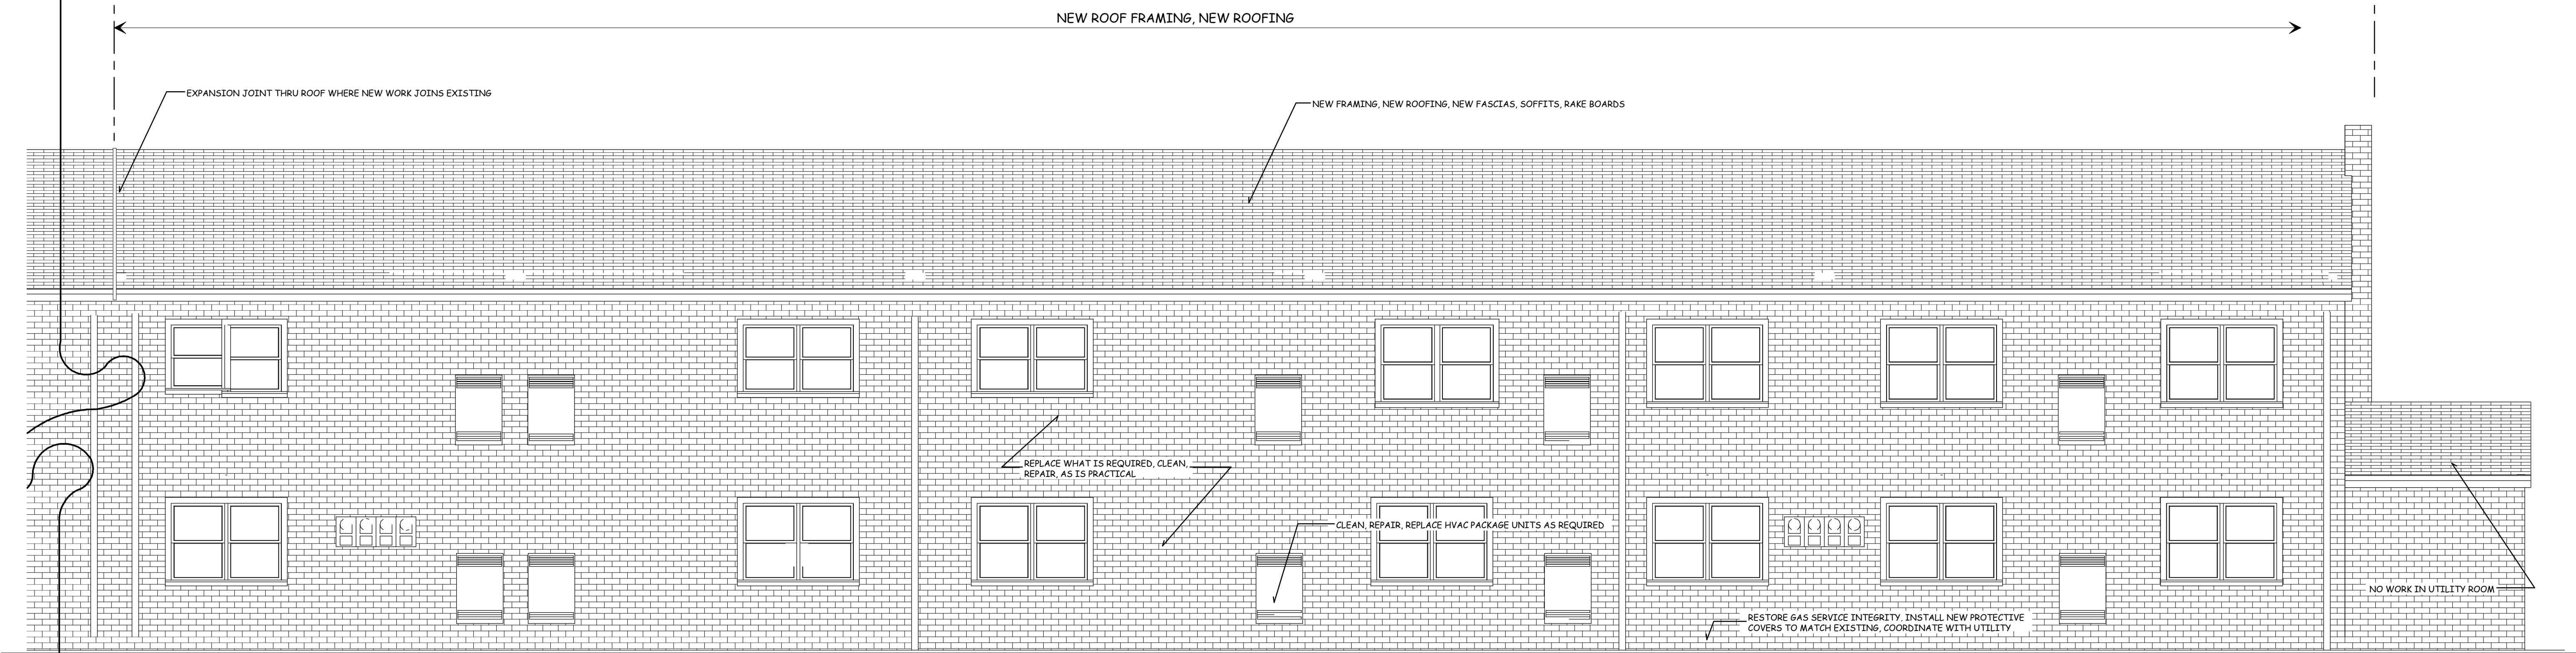 NEW ROOF FRAMING, NEW ROOFING
EXPANSION JOINT THRU ROOF WHERE NEW WORK JOINS EXISTING
NEW FRAMING, NEW ROOFING, NEW FASCIAS, SOFFITS, RAKE BOARDS
REPLACE WHAT IS REQUIRED, CLEAN,
REPAIR, AS IS PRACTICAL
CLEAN, REPAIR, REPLACE HVAC PACKAGE UNITS AS REQUIRED
NO WORK IN UTILITY ROOM
RESTORE GAS SERVICE INTEGRITY, INSTALL NEW PROTECTIVE
COVERS TO MATCH EXISTING, COORDINATE WITH UTILITY